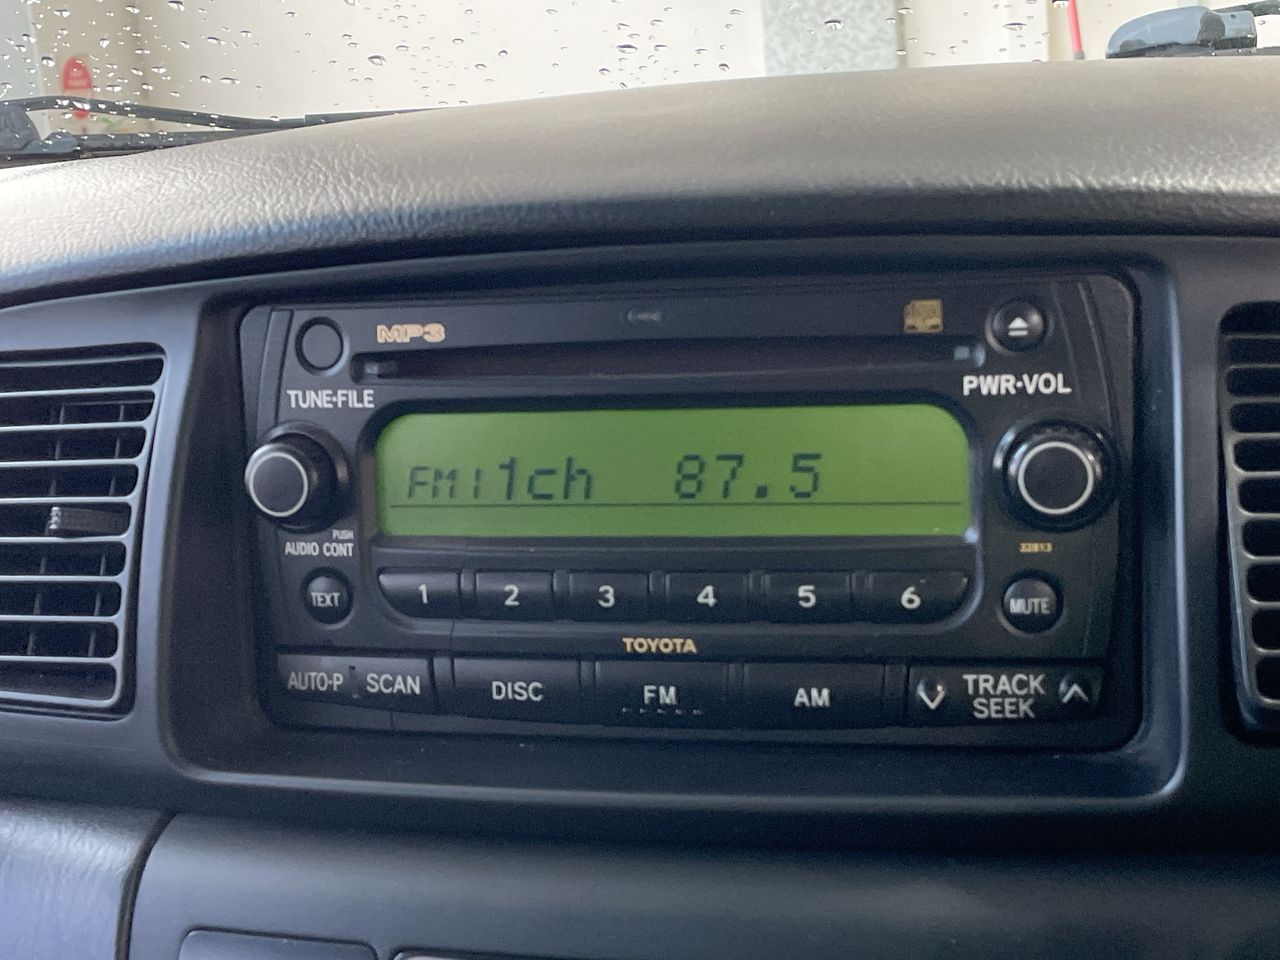 MP3
TUNE•FILE
PWR•VOL
FM1 1ch 87.5
PUSH
AUDIO CONT
TEXT
1 2 3 4 5 6
MUTE
TOYOTA
AUTO-P SCAN DISC FM AM TRACK
SEEK